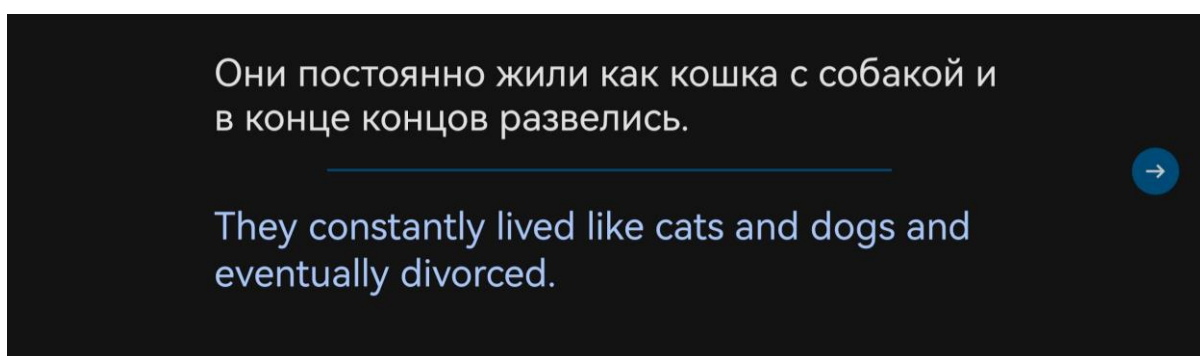 Они постоянно жили как кошка с собакой и
в конце концов развелись.
They constantly lived like cats and dogs and
eventually divorced.